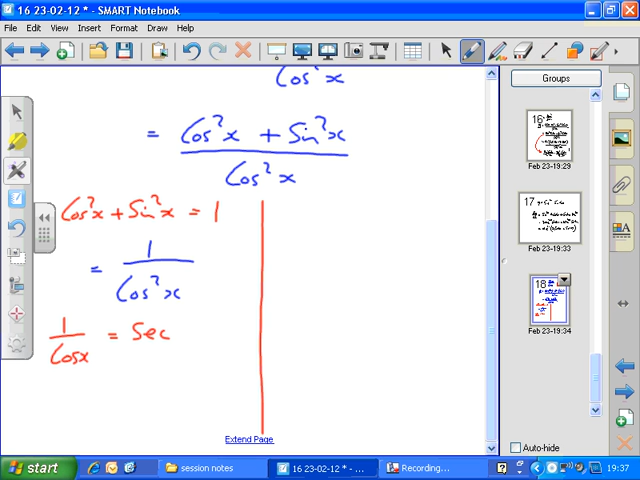 16 23-02-12 * - SMART Notebook
File Edit View Insert Format Draw Help
Cos²x
= Cos²x + Sin²x
Cos²x
Cos²x + Sin²x = 1
= 1
Cos²x
1 = Sec
Cosx
Extend Page
Groups
16
Feb 23-19:29
17
Feb 23-19:33
18
Feb 23-19:34
Auto-hide
start
session notes
16 23-02-12 * -
Recording...
19:37